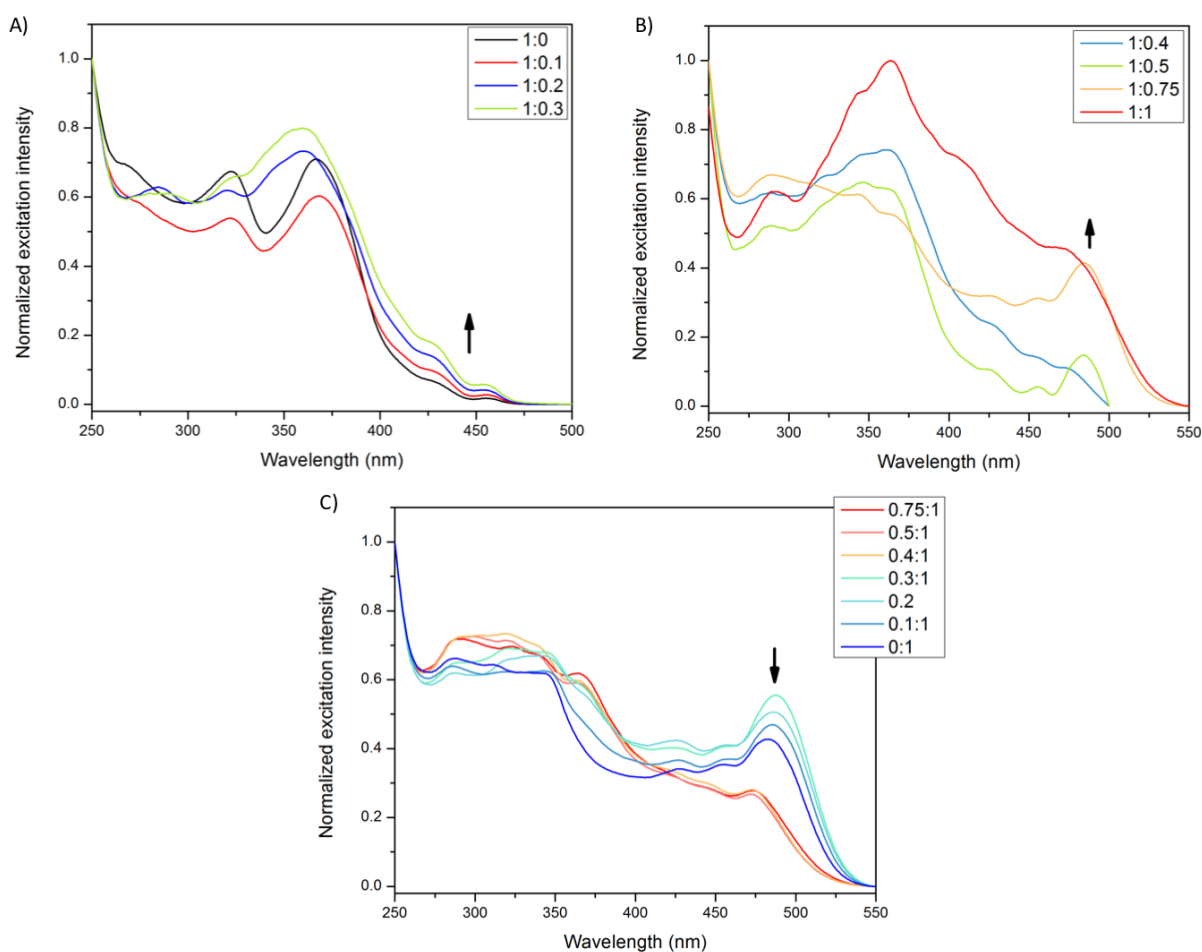 A)
1:0
1:0.1
1:0.2
1:0.3
Normalized excitation intensity
1.0
0.8
0.6
0.4
0.2
0.0
250 300 350 400 450 500
Wavelength (nm)
B)
1:0.4
1:0.5
1:0.75
1:1
Normalized excitation intensity
1.0
0.8
0.6
0.4
0.2
0.0
250 300 350 400 450 500 550
Wavelength (nm)
C)
0.75:1
0.5:1
0.4:1
0.3:1
0.2
0.1:1
0:1
Normalized excitation intensity
1.0
0.8
0.6
0.4
0.2
0.0
250 300 350 400 450 500 550
Wavelength (nm)